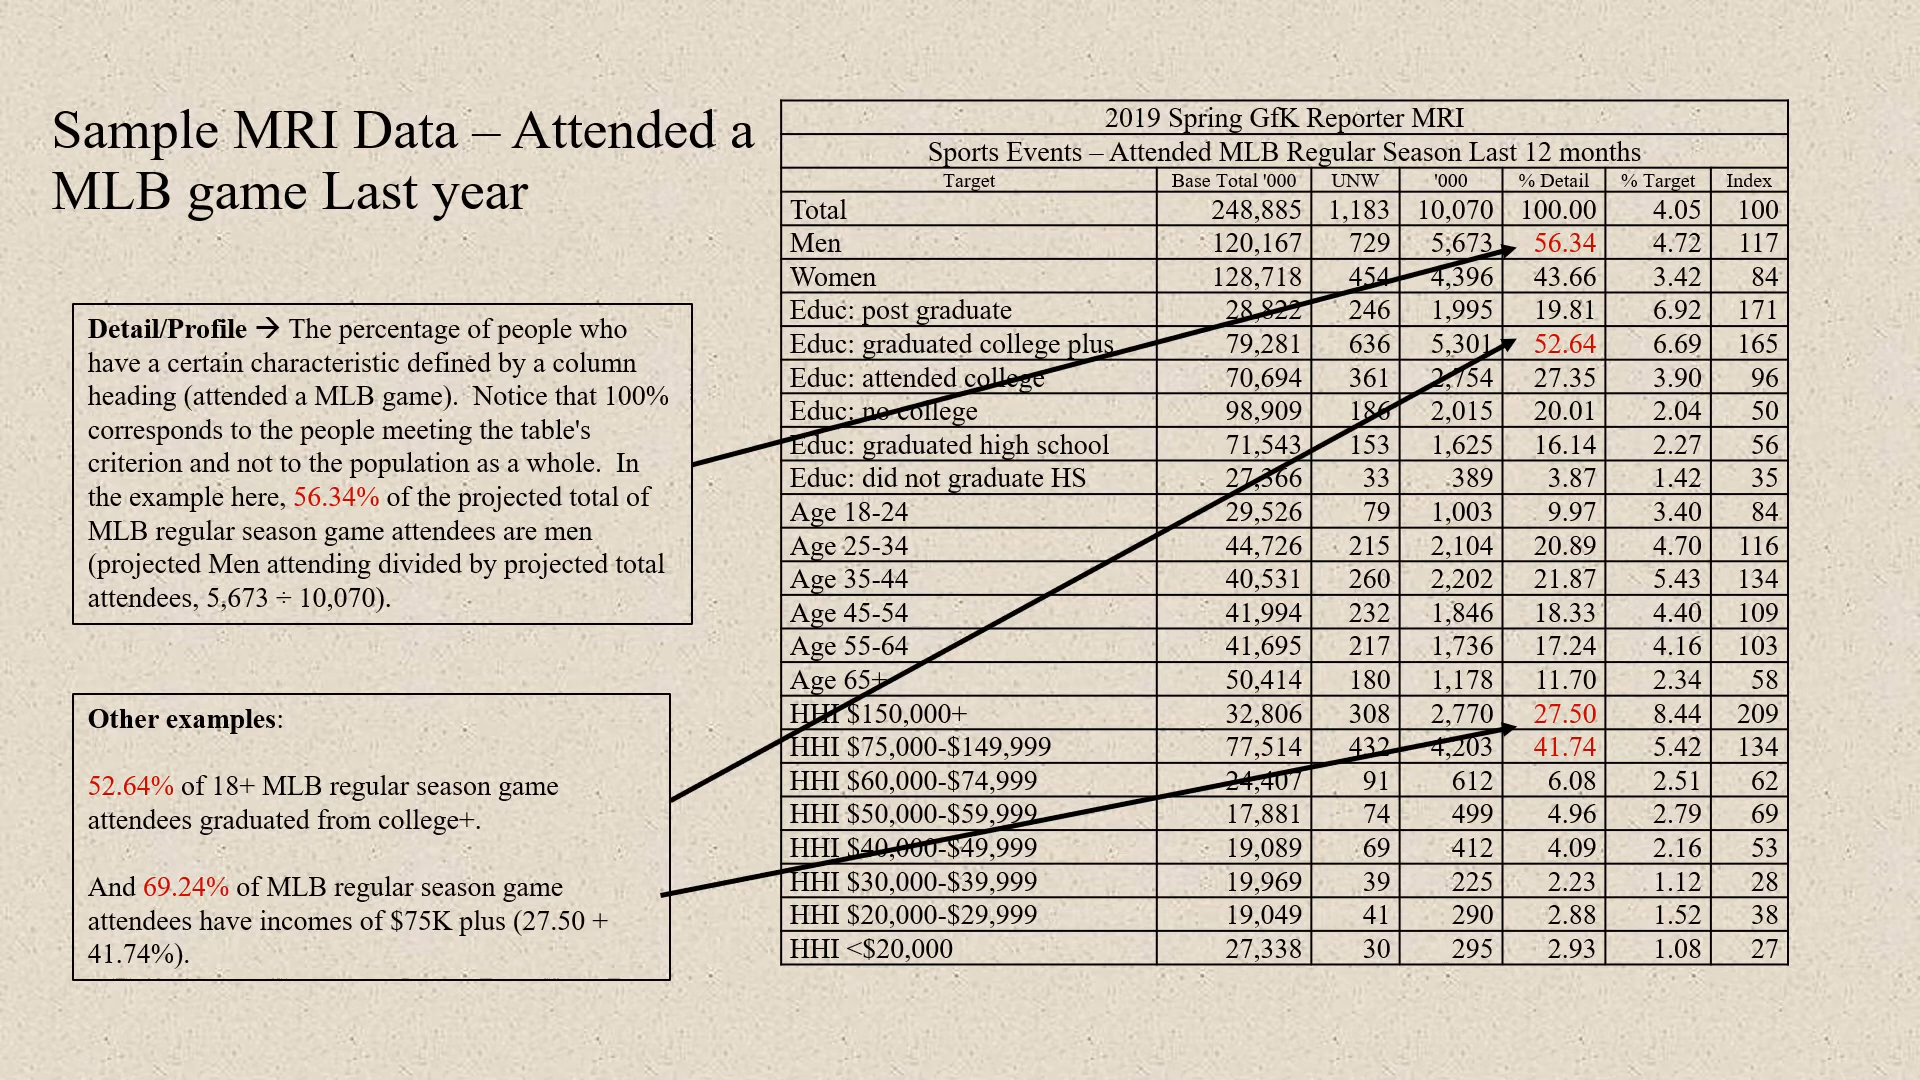 Sample MRI Data – Attended a
MLB game Last year
Detail/Profile → The percentage of people who
have a certain characteristic defined by a column
heading (attended a MLB game).  Notice that 100%
corresponds to the people meeting the table's
criterion and not to the population as a whole.  In
the example here, 56.34% of the projected total of
MLB regular season game attendees are men
(projected Men attending divided by projected total
attendees, 5,673 ÷ 10,070).
Other examples:
52.64% of 18+ MLB regular season game
attendees graduated from college+.
And 69.24% of MLB regular season game
attendees have incomes of $75K plus (27.50 +
41.74%).
2019 Spring GfK Reporter MRI
Sports Events – Attended MLB Regular Season Last 12 months
Target Base Total '000 UNW '000 % Detail % Target Index
Total 248,885 1,183 10,070 100.00 4.05 100
Men 120,167 729 5,673 56.34 4.72 117
Women 128,718 454 4,396 43.66 3.42 84
Educ: post graduate 28,822 246 1,995 19.81 6.92 171
Educ: graduated college plus 79,281 636 5,301 52.64 6.69 165
Educ: attended college 70,694 361 2,754 27.35 3.90 96
Educ: no college 98,909 186 2,015 20.01 2.04 50
Educ: graduated high school 71,543 153 1,625 16.14 2.27 56
Educ: did not graduate HS 27,366 33 389 3.87 1.42 35
Age 18-24 29,526 79 1,003 9.97 3.40 84
Age 25-34 44,726 215 2,104 20.89 4.70 116
Age 35-44 40,531 260 2,202 21.87 5.43 134
Age 45-54 41,994 232 1,846 18.33 4.40 109
Age 55-64 41,695 217 1,736 17.24 4.16 103
Age 65+ 50,414 180 1,178 11.70 2.34 58
HHI $150,000+ 32,806 308 2,770 27.50 8.44 209
HHI $75,000-$149,999 77,514 432 4,203 41.74 5.42 134
HHI $60,000-$74,999 24,407 91 612 6.08 2.51 62
HHI $50,000-$59,999 17,881 74 499 4.96 2.79 69
HHI $40,000-$49,999 19,089 69 412 4.09 2.16 53
HHI $30,000-$39,999 19,969 39 225 2.23 1.12 28
HHI $20,000-$29,999 19,049 41 290 2.88 1.52 38
HHI <$20,000 27,338 30 295 2.93 1.08 27